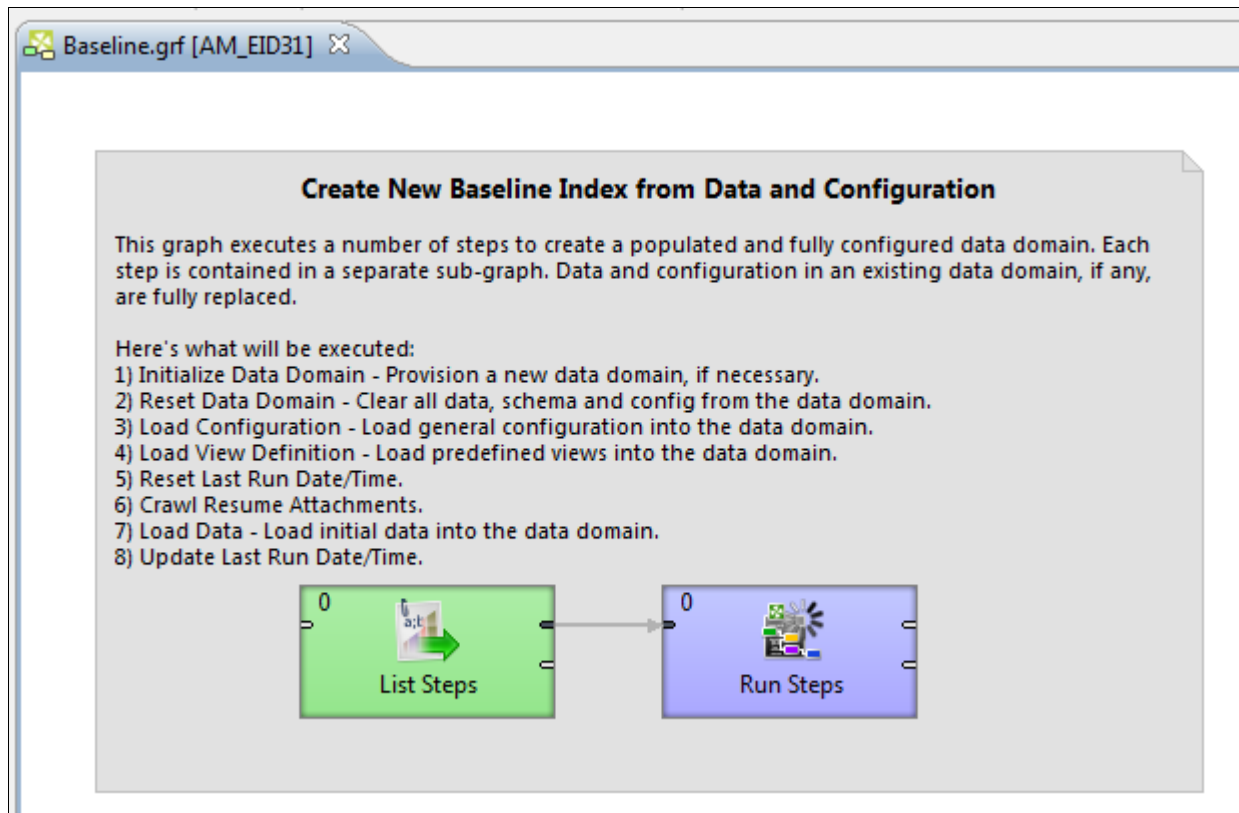 Baseline.grf [AM_EID31]
Create New Baseline Index from Data and Configuration
This graph executes a number of steps to create a populated and fully configured data domain. Each
step is contained in a separate sub-graph. Data and configuration in an existing data domain, if any,
are fully replaced.
Here's what will be executed:
1) Initialize Data Domain - Provision a new data domain, if necessary.
2) Reset Data Domain - Clear all data, schema and config from the data domain.
3) Load Configuration - Load general configuration into the data domain.
4) Load View Definition - Load predefined views into the data domain.
5) Reset Last Run Date/Time.
6) Crawl Resume Attachments.
7) Load Data - Load initial data into the data domain.
8) Update Last Run Date/Time.
0
a;b
List Steps
0
Run Steps